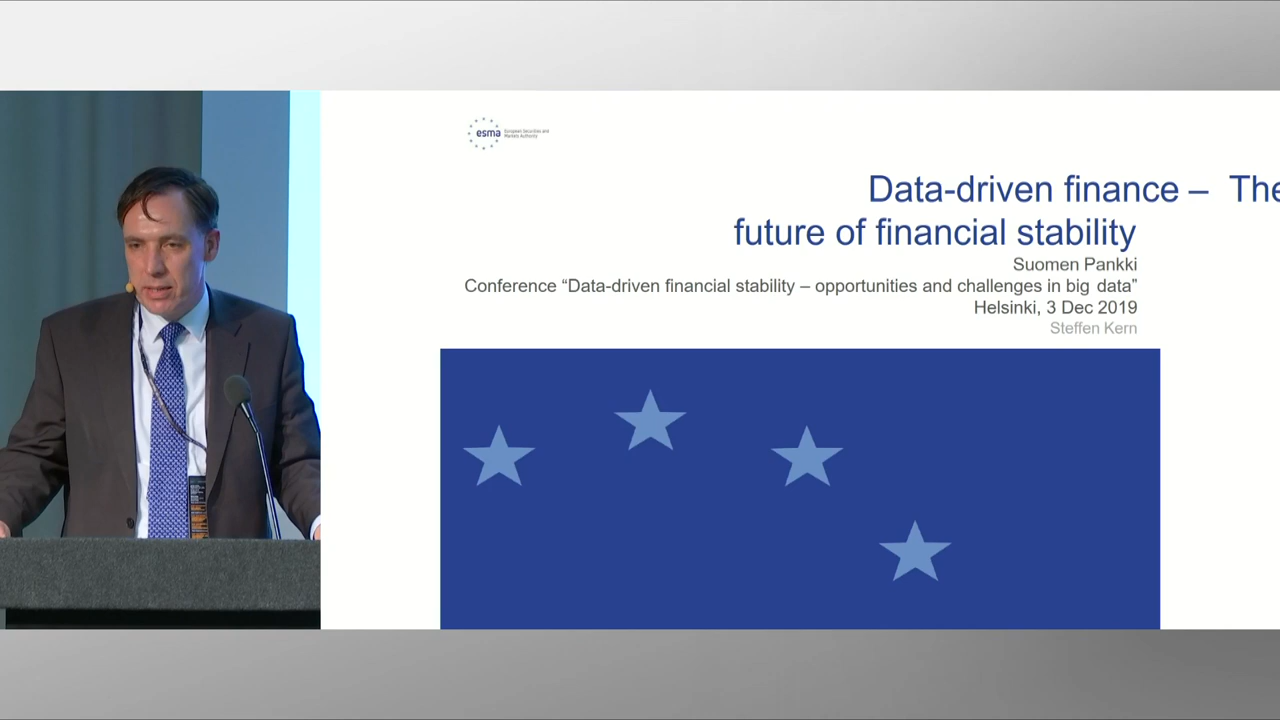 esma European Securities and
Markets Authority
Data-driven finance – The
future of financial stability
Suomen Pankki
Conference “Data-driven financial stability – opportunities and challenges in big data”
Helsinki, 3 Dec 2019
Steffen Kern